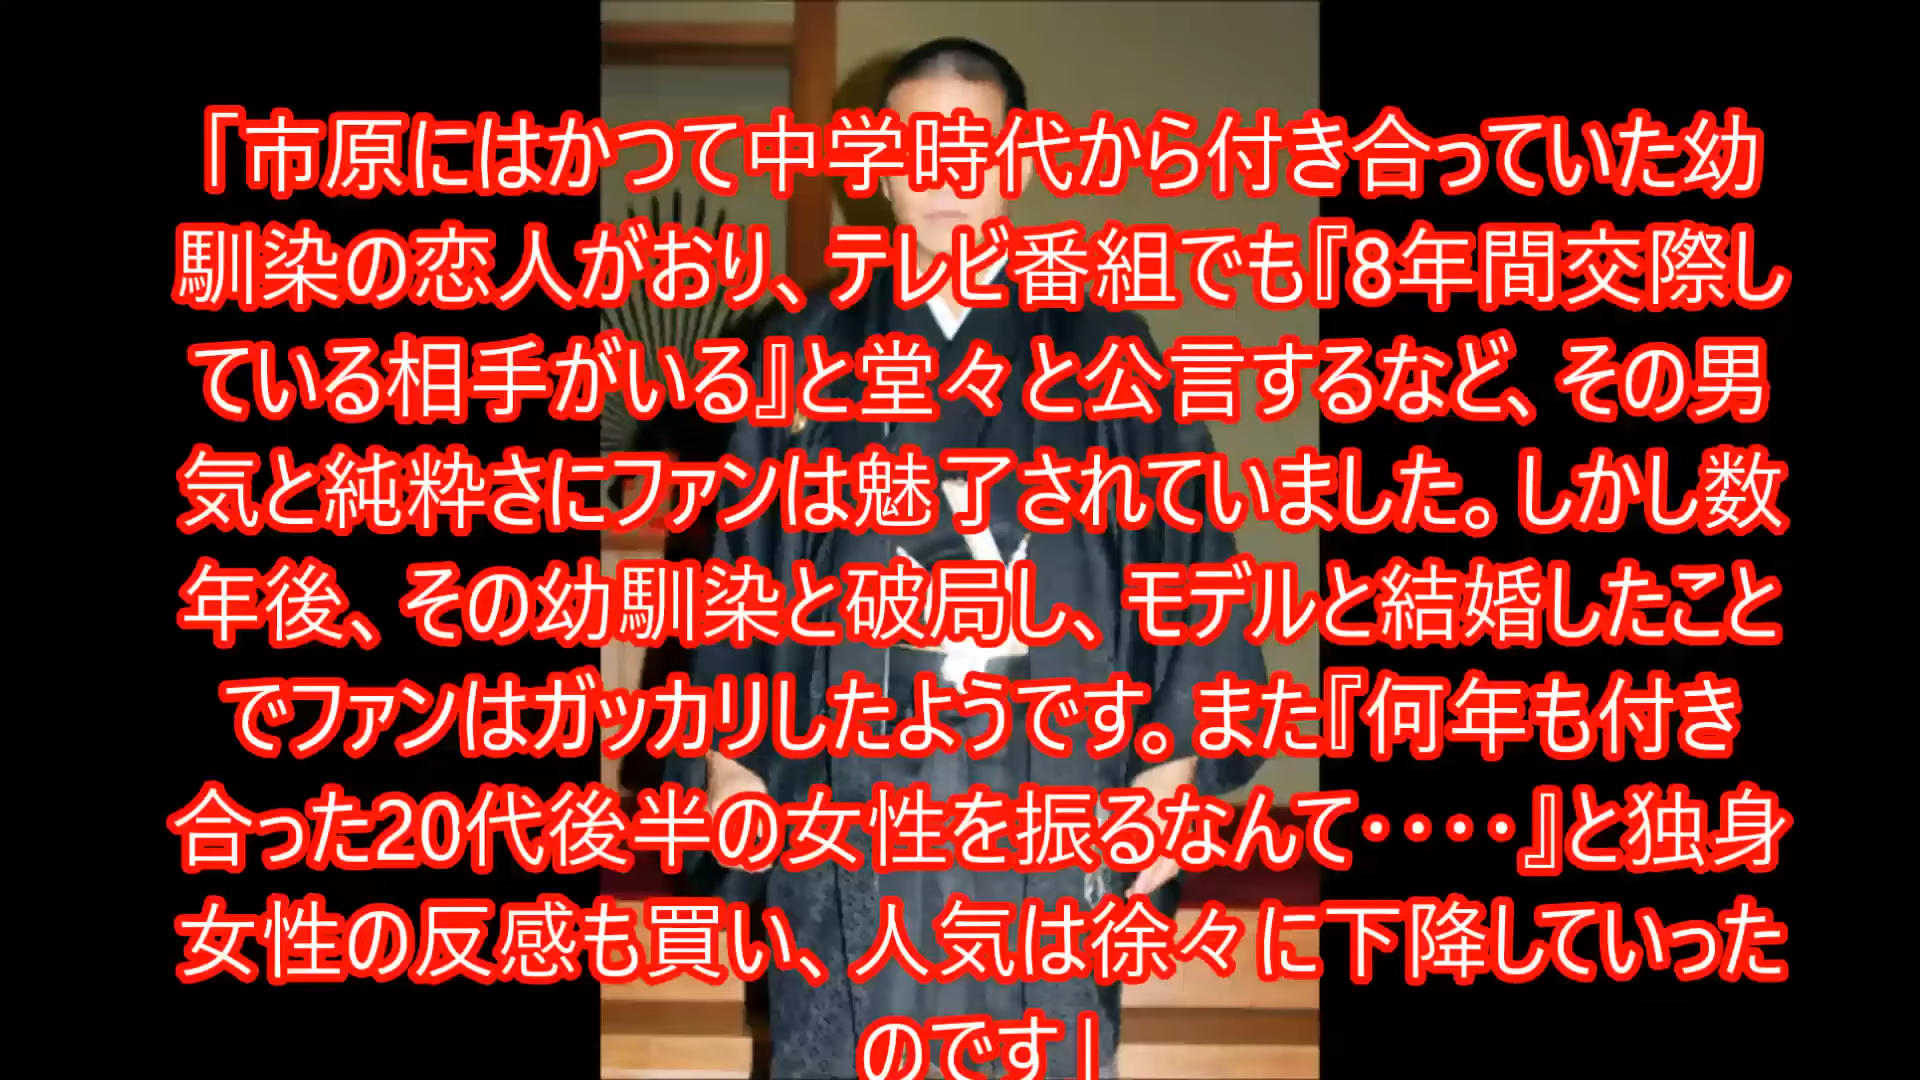 「市原にはかつて中学時代から付き合っていた幼
馴染の恋人がおり、テレビ番組でも『8年間交際し
ている相手がいる』と堂々と公言するなど、その男
気と純粋さにファンは魅了されていました。しかし数
年後、その幼馴染と破局し、モデルと結婚したこと
でファンはガッカリしたようです。また『何年も付き
合った20代後半の女性を振るなんて・・・・』と独身
女性の反感も買い、人気は徐々に下降していった
のです」